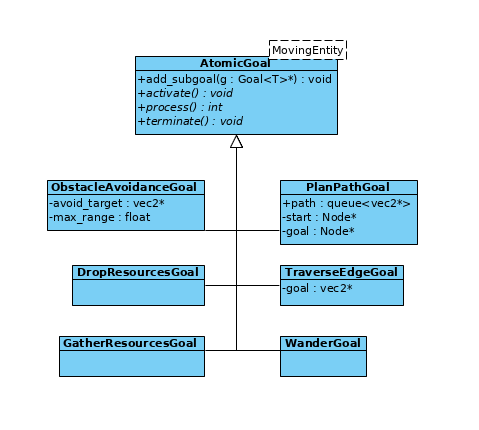 MovingEntity
AtomicGoal
+add_subgoal(g : Goal<T>*) : void
+activate() : void
+process() : int
+terminate() : void
ObstacleAvoidanceGoal
-avoid_target : vec2*
-max_range : float
PlanPathGoal
+path : queue<vec2*>
-start : Node*
-goal : Node*
DropResourcesGoal
TraverseEdgeGoal
-goal : vec2*
GatherResourcesGoal
WanderGoal